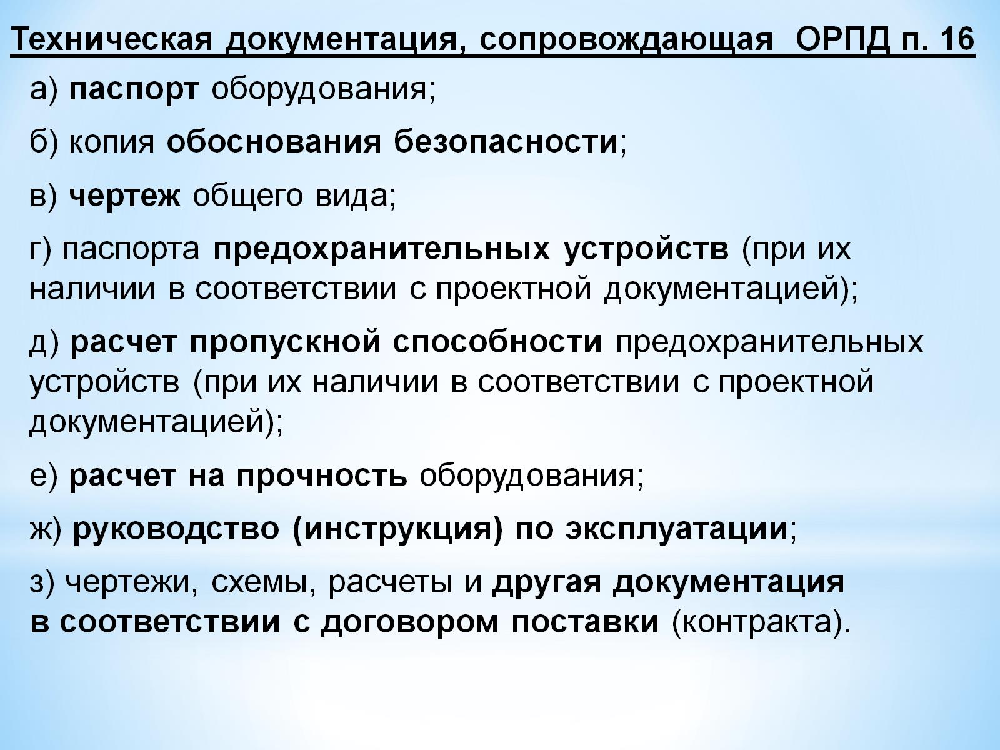 Техническая документация, сопровождающая ОРПД п. 16
а) паспорт оборудования;
б) копия обоснования безопасности;
в) чертеж общего вида;
г) паспорта предохранительных устройств (при их
наличии в соответствии с проектной документацией);
д) расчет пропускной способности предохранительных
устройств (при их наличии в соответствии с проектной
документацией);
е) расчет на прочность оборудования;
ж) руководство (инструкция) по эксплуатации;
з) чертежи, схемы, расчеты и другая документация
в соответствии с договором поставки (контракта).